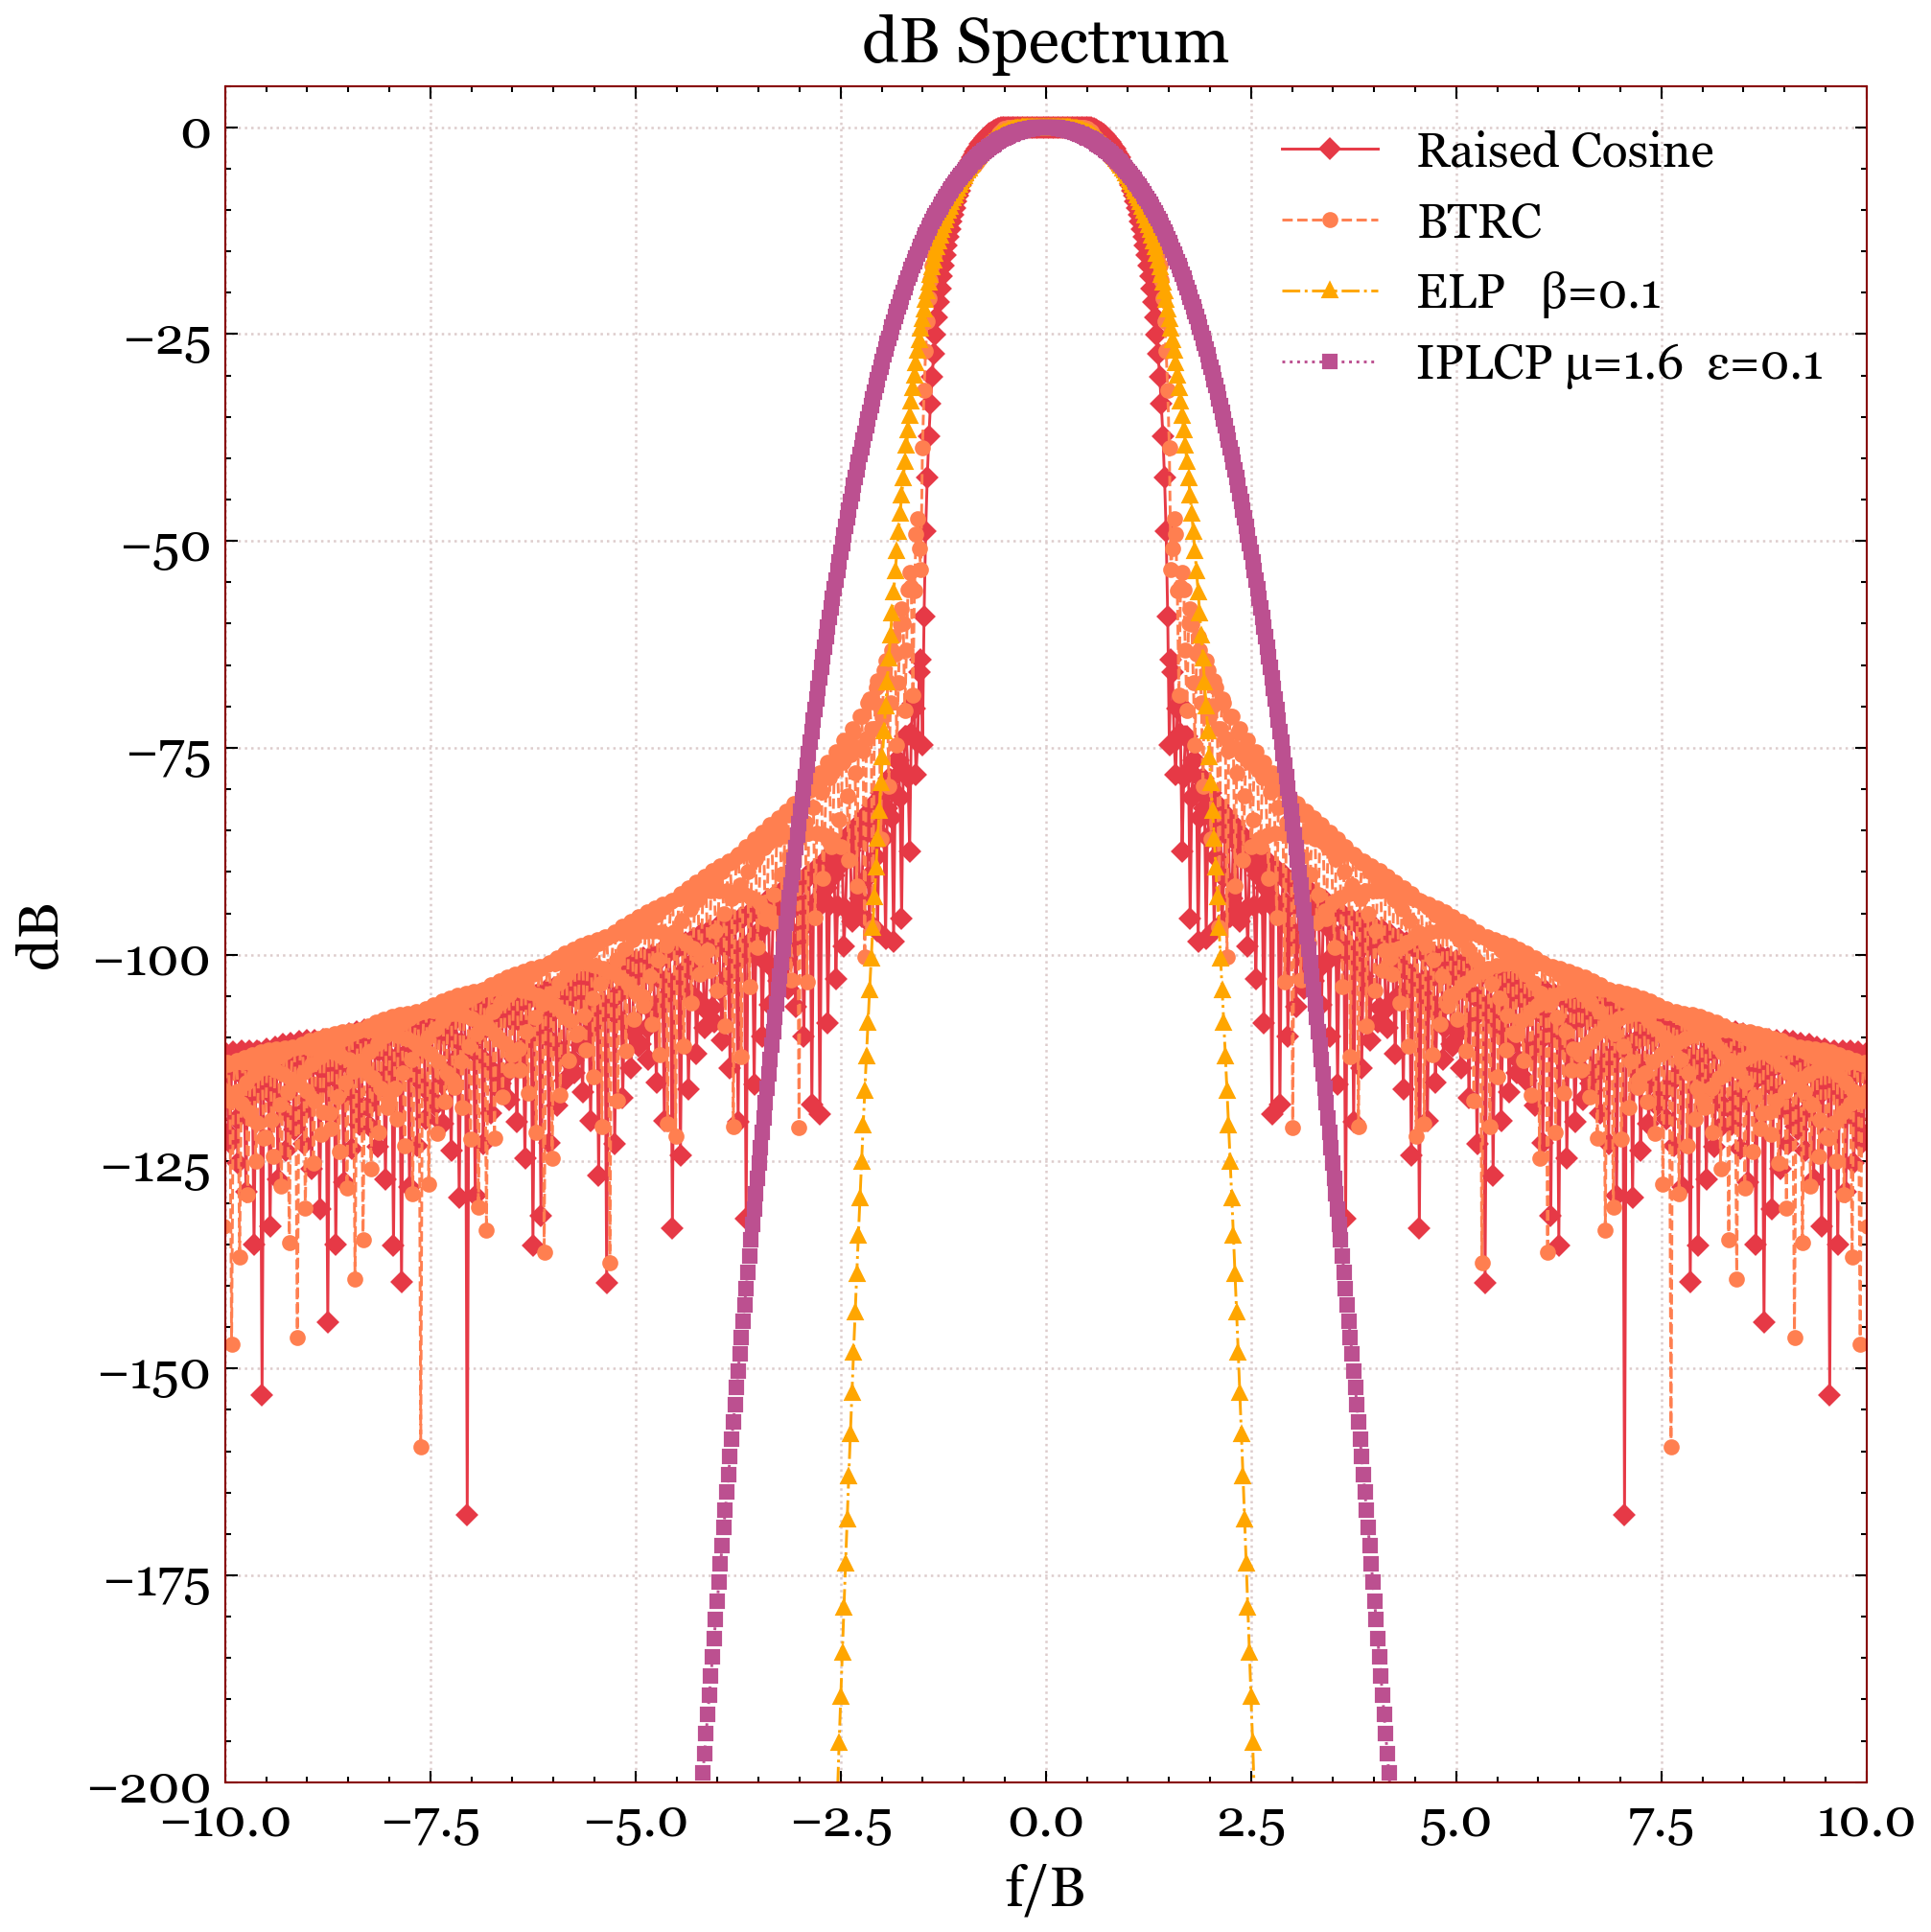 dB Spectrum
Raised Cosine
BTRC
ELP β=0.1
IPLCP μ=1.6 ε=0.1
0
−25
−50
−75
−100
−125
−150
−175
−200
dB
−10.0 −7.5 −5.0 −2.5 0.0 2.5 5.0 7.5 10.0
f/B